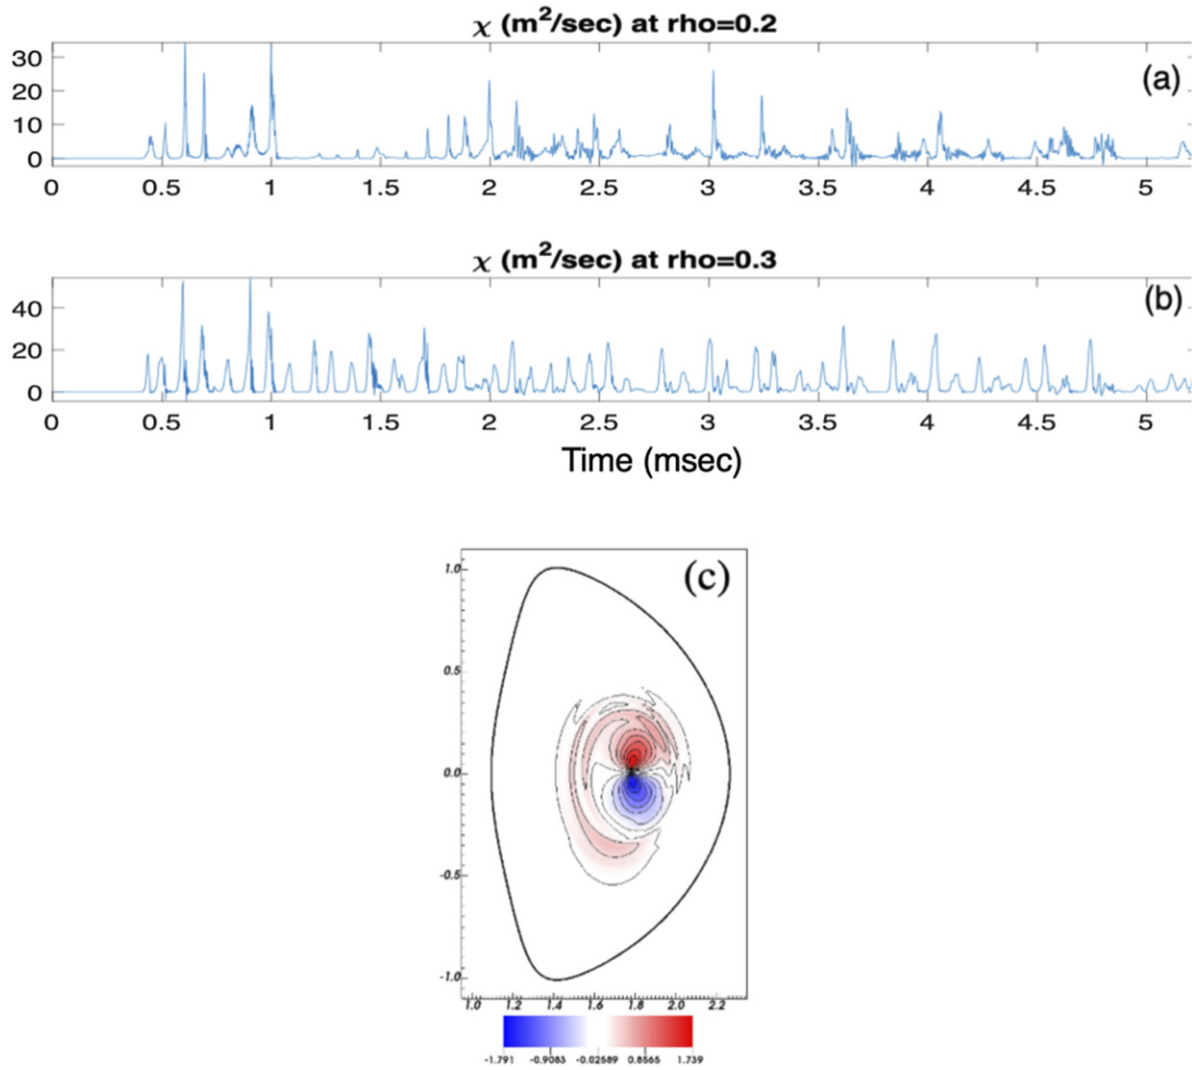 χ (m²/sec) at rho=0.2
(a)
30
20
10
0
0 0.5 1 1.5 2 2.5 3 3.5 4 4.5 5
χ (m²/sec) at rho=0.3
(b)
40
20
0
0 0.5 1 1.5 2 2.5 3 3.5 4 4.5 5
Time (msec)
(c)
1.0
0.5
0.0
-0.5
-1.0
1.0 1.2 1.4 1.6 1.8 2.0 2.2
-1.791 -0.9083 -0.02589 0.8565 1.739